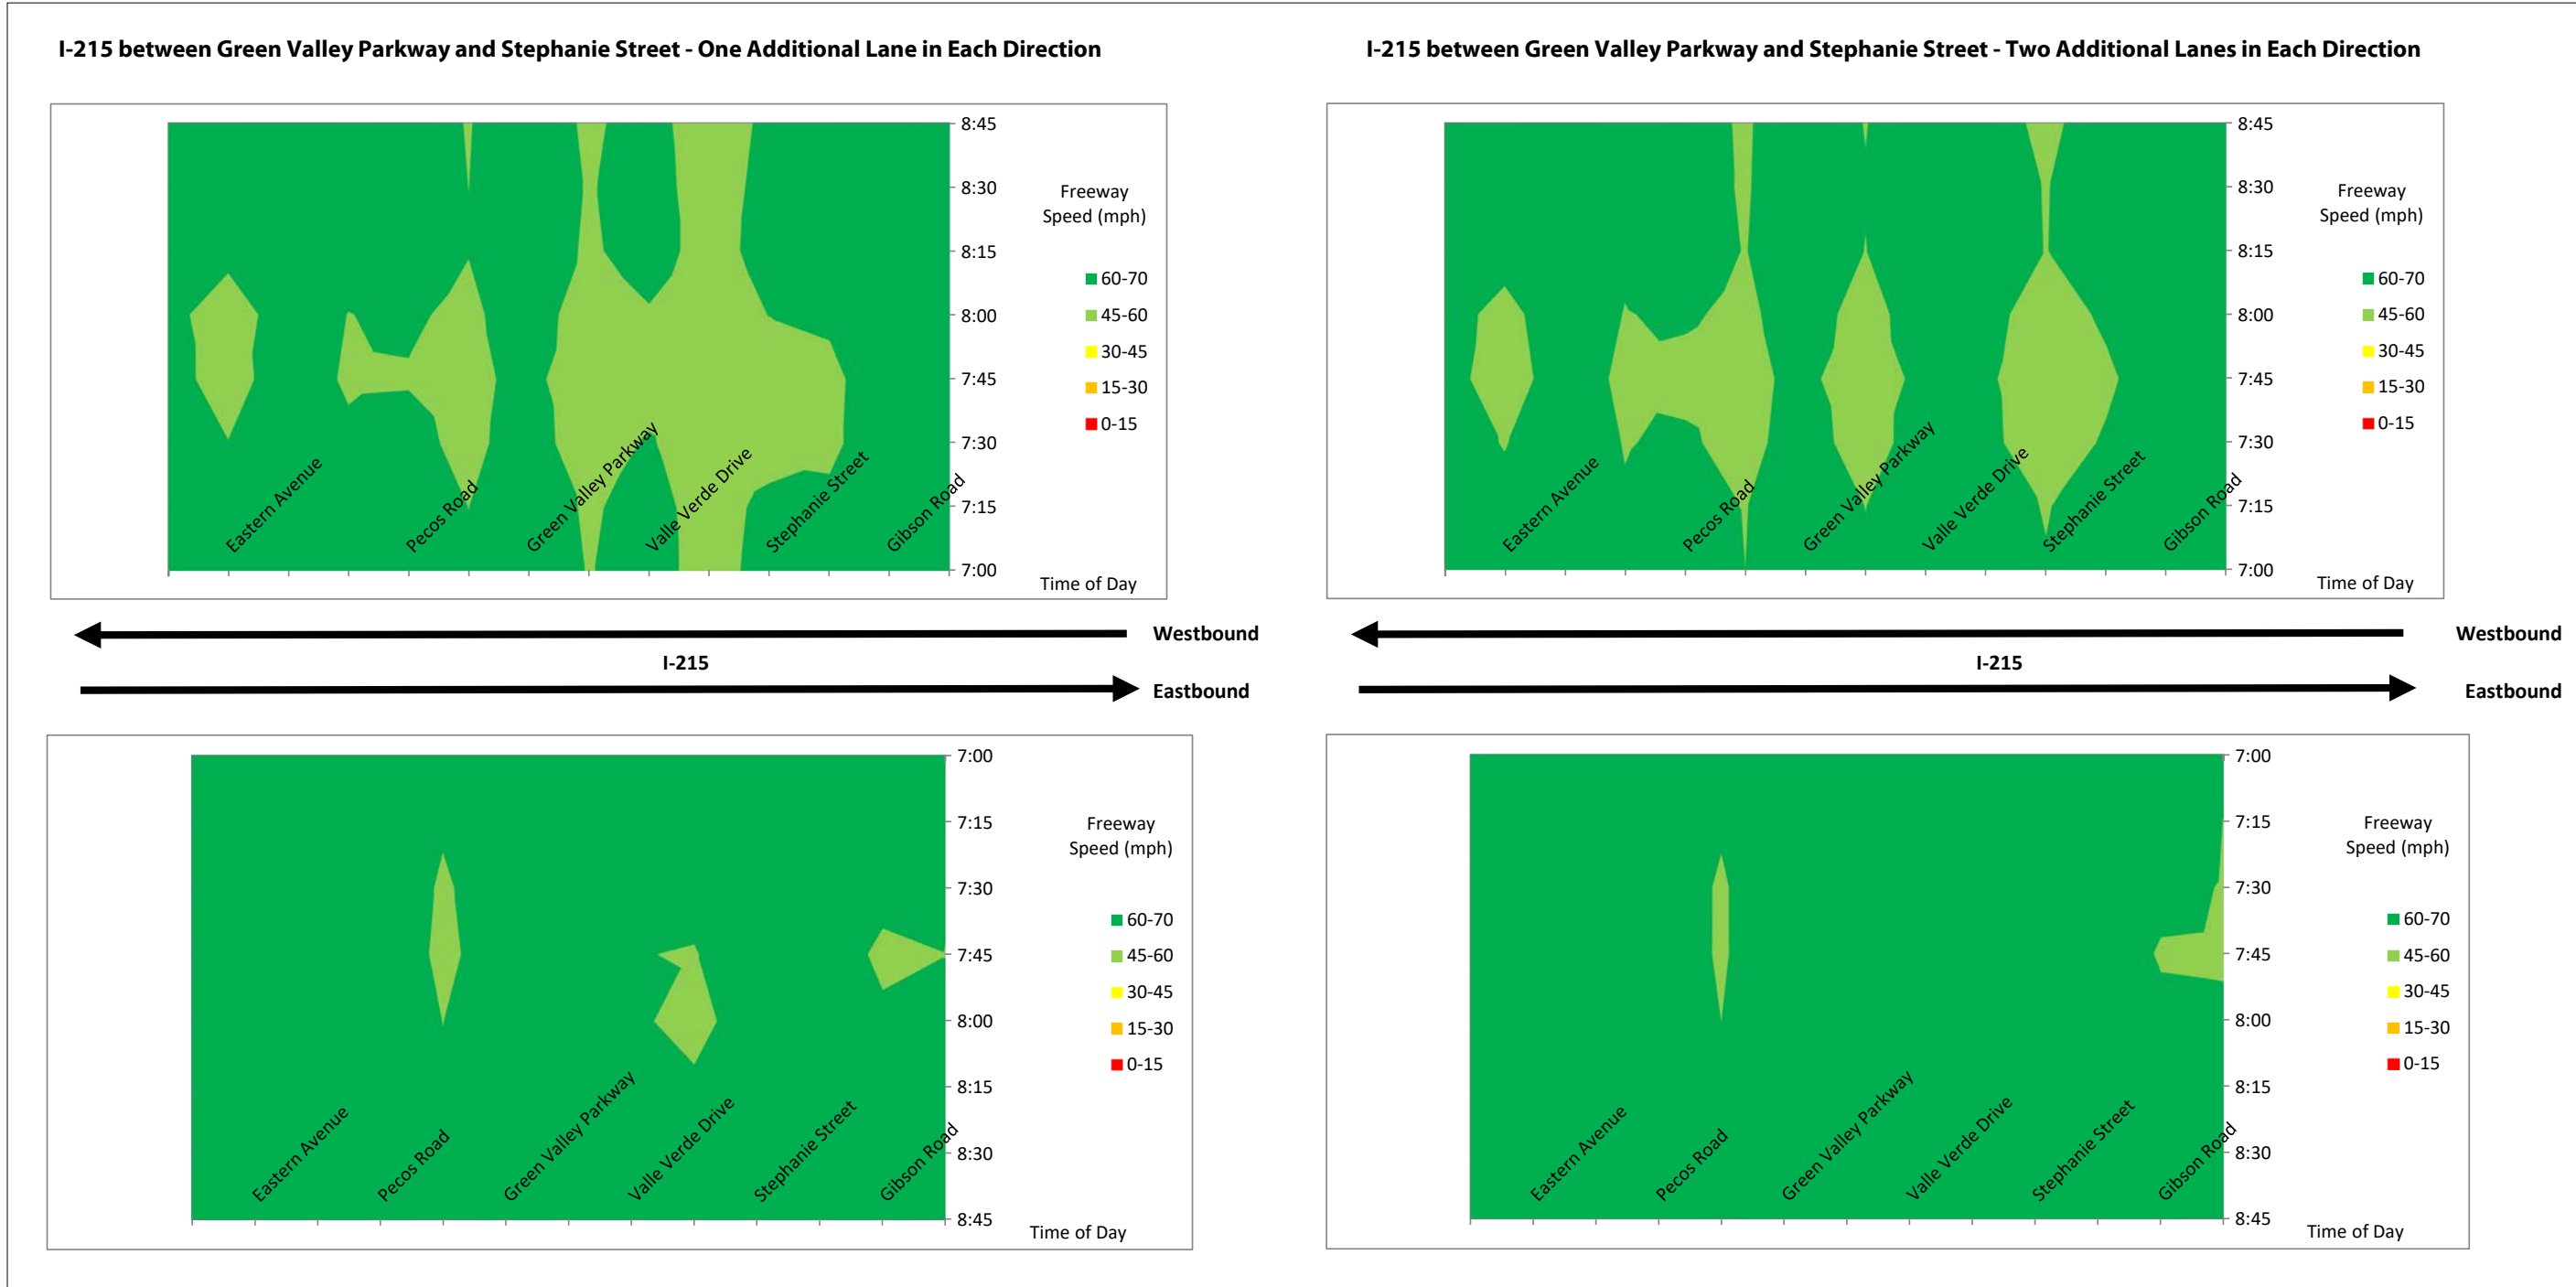 I-215 between Green Valley Parkway and Stephanie Street - One Additional Lane in Each Direction
8:45
8:30
8:15
8:00
7:45
7:30
7:15
7:00
Freeway
Speed (mph)
60-70
45-60
30-45
15-30
0-15
Eastern Avenue
Pecos Road
Green Valley Parkway
Valle Verde Drive
Stephanie Street
Gibson Road
Time of Day
Westbound
I-215
Eastbound
7:00
7:15
7:30
7:45
8:00
8:15
8:30
8:45
Freeway
Speed (mph)
60-70
45-60
30-45
15-30
0-15
Eastern Avenue
Pecos Road
Green Valley Parkway
Valle Verde Drive
Stephanie Street
Gibson Road
Time of Day
I-215 between Green Valley Parkway and Stephanie Street - Two Additional Lanes in Each Direction
8:45
8:30
8:15
8:00
7:45
7:30
7:15
7:00
Freeway
Speed (mph)
60-70
45-60
30-45
15-30
0-15
Eastern Avenue
Pecos Road
Green Valley Parkway
Valle Verde Drive
Stephanie Street
Gibson Road
Time of Day
Westbound
I-215
Eastbound
7:00
7:15
7:30
7:45
8:00
8:15
8:30
8:45
Freeway
Speed (mph)
60-70
45-60
30-45
15-30
0-15
Eastern Avenue
Pecos Road
Green Valley Parkway
Valle Verde Drive
Stephanie Street
Gibson Road
Time of Day